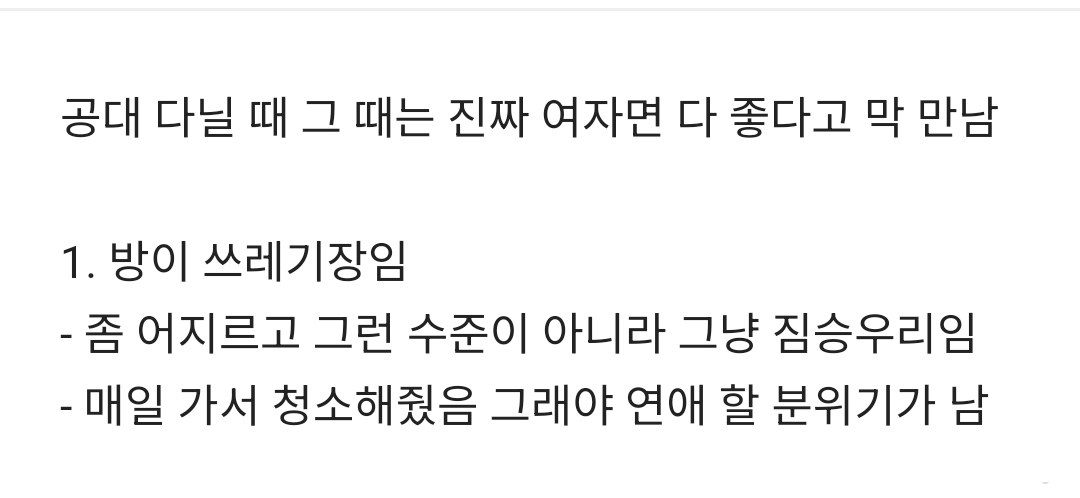 공대 다닐 때 그 때는 진짜 여자면 다 좋다고 막 만남
1. 방이 쓰레기장임
- 좀 어지르고 그런 수준이 아니라 그냥 짐승우리임
- 매일 가서 청소해줬음 그래야 연애 할 분위기가 남